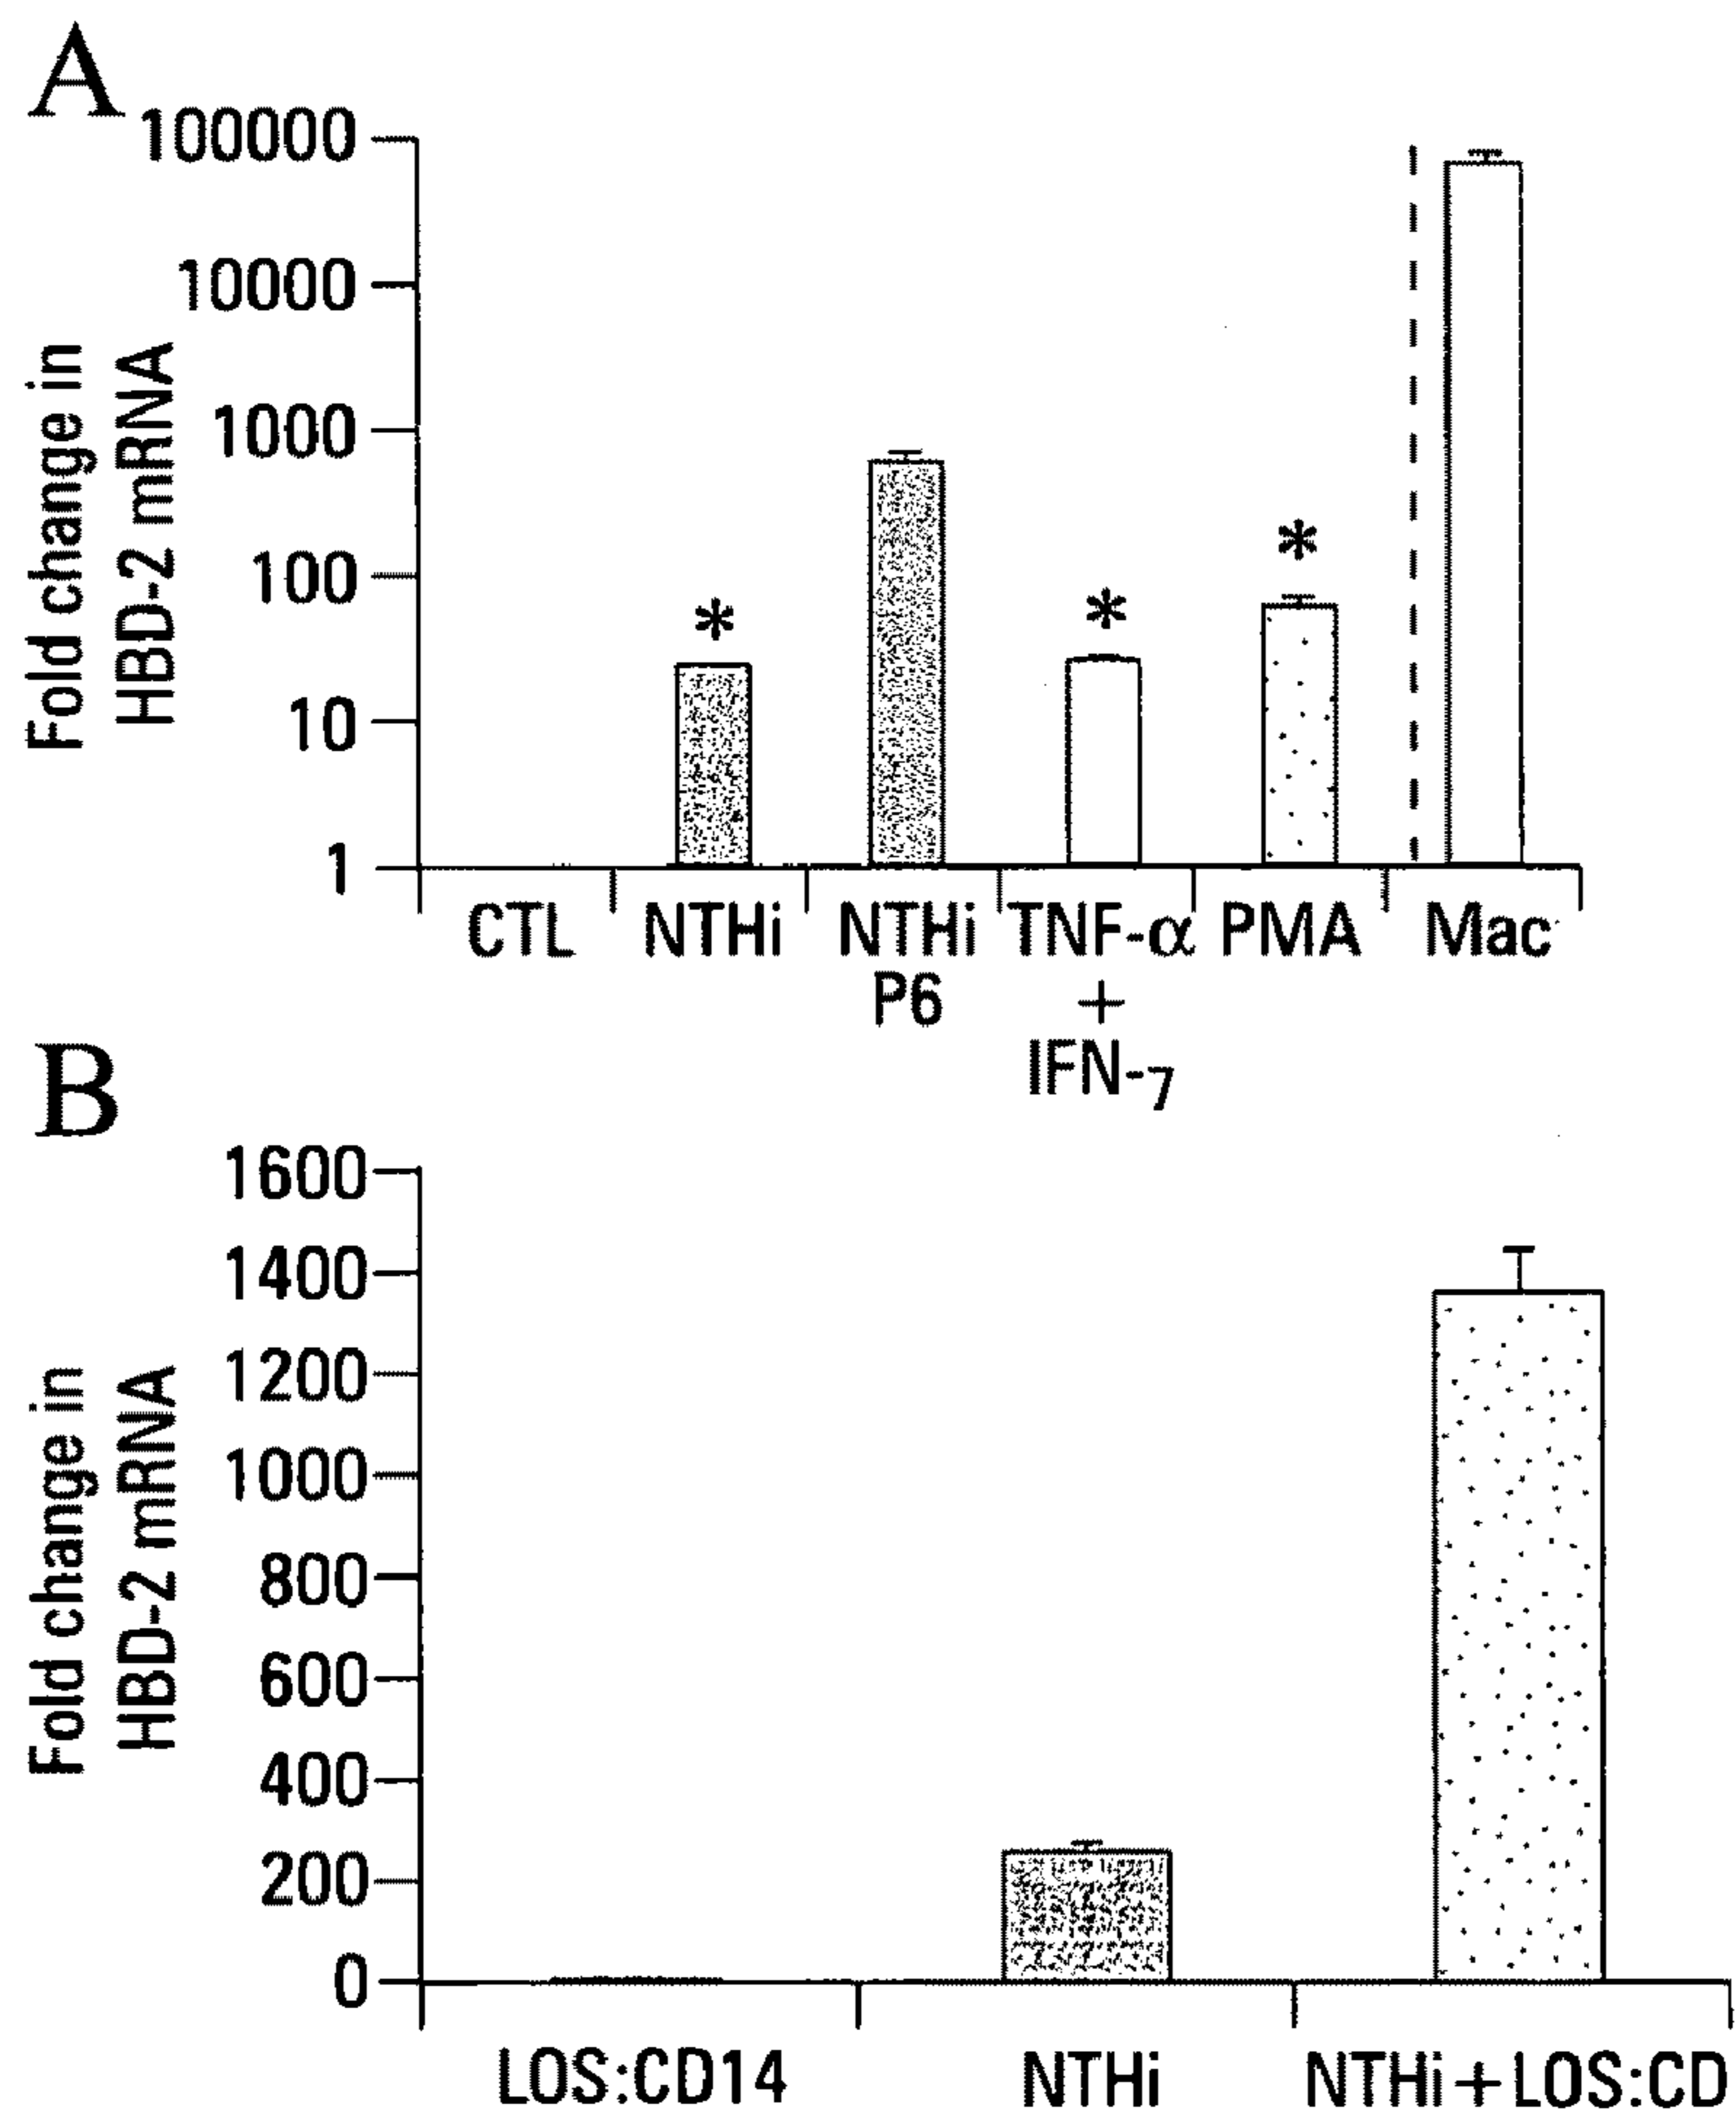 A
100000
10000
1000
100
10
1
Fold change in
HBD-2 mRNA
*
*
*
CTL NTHi NTHi TNF-α PMA Mac
P6 +
IFN-7
B
1600
1400
1200
1000
800
600
400
200
0
Fold change in
HBD-2 mRNA
LOS:CD14 NTHi NTHi+LOS:CD